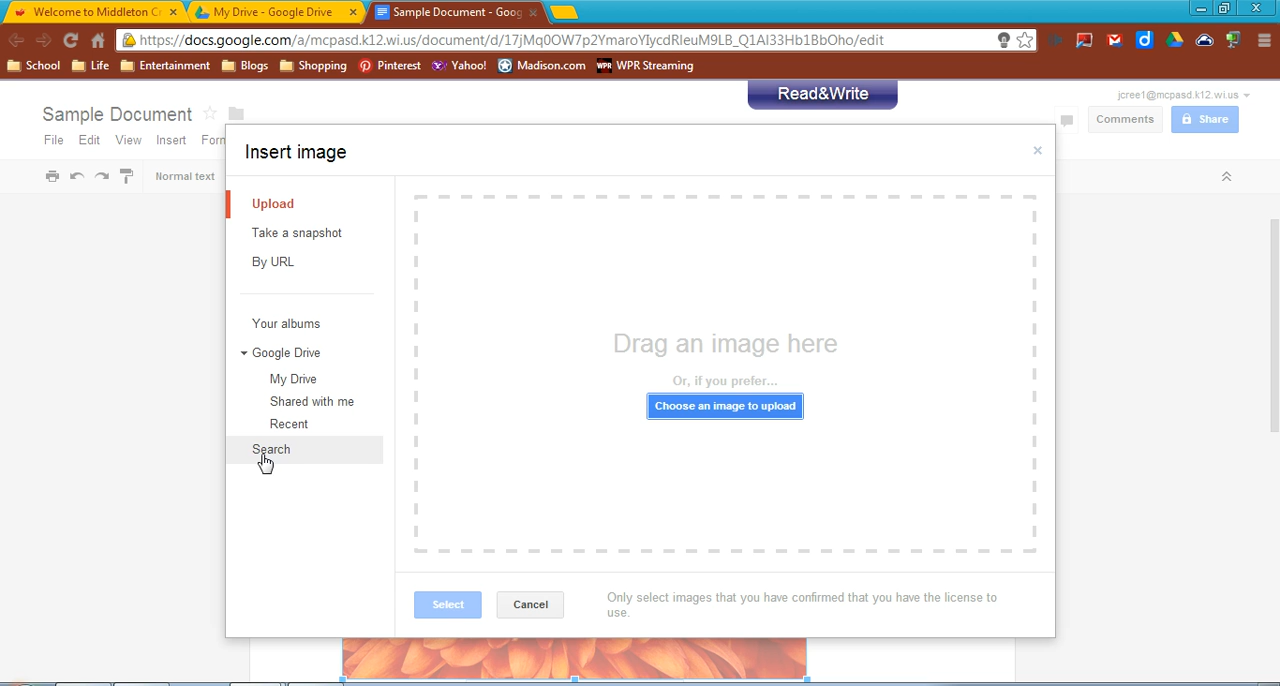 Welcome to Middleton Cr
My Drive - Google Drive
Sample Document - Goog
https://docs.google.com/a/mcpasd.k12.wi.us/document/d/17jMq0OW7p2YmaroYIycdRleuM9LB_Q1AI33Hb1BbOho/edit
School Life Entertainment Blogs Shopping Pinterest Yahoo! Madison.com WPR WPR Streaming
Read&Write
jcree1@mcpasd.k12.wi.us
Sample Document
Comments Share
File Edit View Insert Forn
Normal text
Insert image
Upload
Take a snapshot
By URL
Your albums
Google Drive
My Drive
Shared with me
Recent
Search
Drag an image here
Or, if you prefer...
Choose an image to upload
Select Cancel
Only select images that you have confirmed that you have the license to
use.